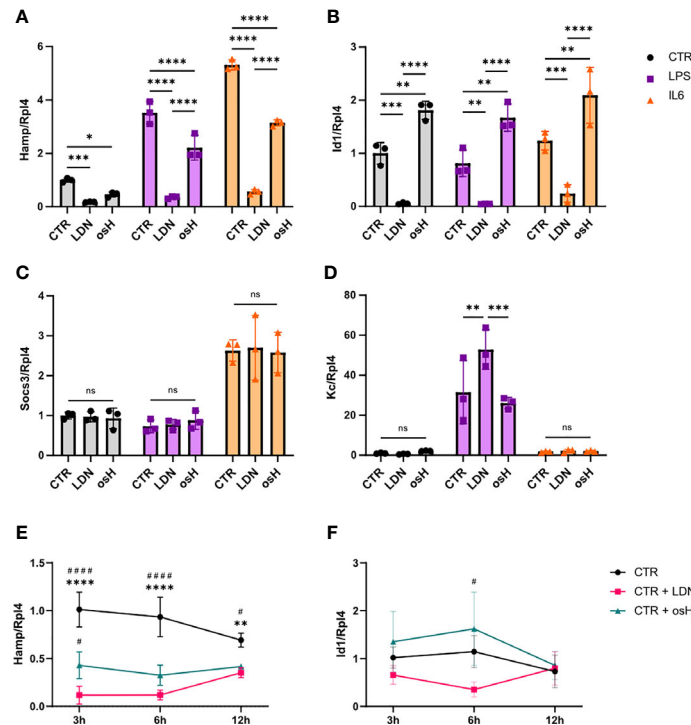 A
B
Hamp/Rpl4
6
4
2
0
*
***
****
****
****
****
****
****
CTR
LDN
osH
CTR
LDN
osH
CTR
LDN
osH
Id1/Rpl4
3
2
1
0
**
***
****
**
**
****
**
***
****
CTR
LDN
osH
CTR
LDN
osH
CTR
LDN
osH
CTR
LPS
IL6
C
D
Socs3/Rpl4
4
3
2
1
0
ns
ns
ns
CTR
LDN
osH
CTR
LDN
osH
CTR
LDN
osH
Kc/Rpl4
80
60
40
20
0
ns
**
***
ns
CTR
LDN
osH
CTR
LDN
osH
CTR
LDN
osH
E
F
Hamp/Rpl4
1.5
1.0
0.5
0.0
####
****
#
####
****
#
**
3h
6h
12h
Id1/Rpl4
3
2
1
0
#
3h
6h
12h
CTR
CTR + LDN
CTR + osH